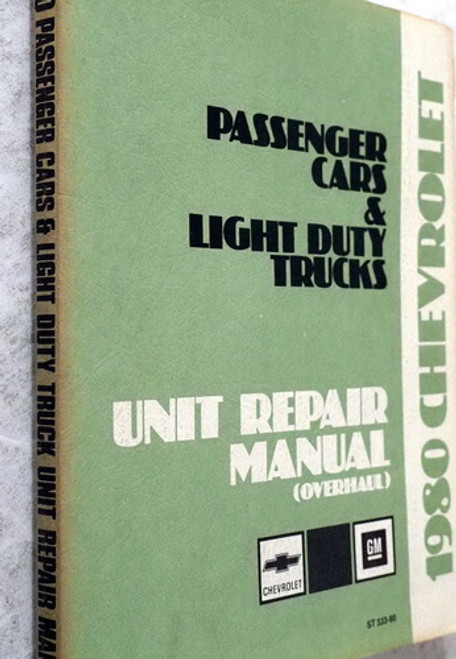 PASSENGER
CARS
&
LIGHT DUTY
TRUCKS
UNIT REPAIR
MANUAL
(OVERHAUL)
CHEVROLET
GM
ST 333-80
1980 CHEVROLET
PASSENGER CARS & LIGHT DUTY TRUCK UNIT REPAIR